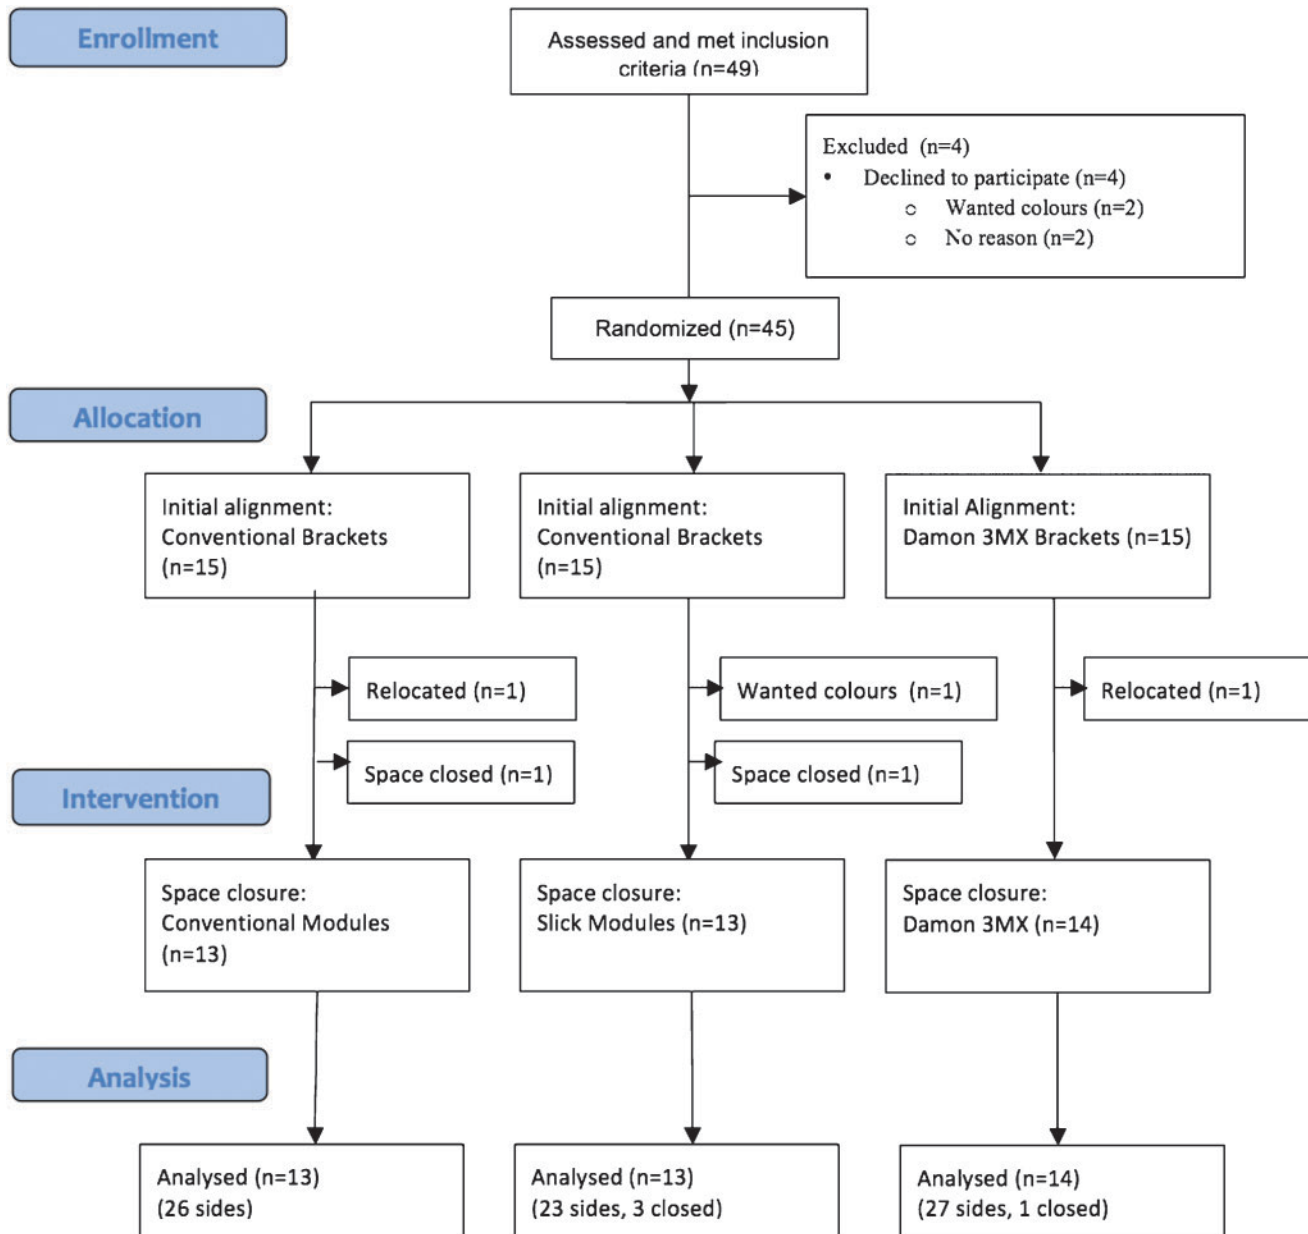 Enrollment
Assessed and met inclusion
criteria (n=49)
Excluded (n=4)
• Declined to participate (n=4)
o Wanted colours (n=2)
o No reason (n=2)
Randomized (n=45)
Allocation
Initial alignment:
Conventional Brackets
(n=15)
Initial alignment:
Conventional Brackets
(n=15)
Initial Alignment:
Damon 3MX Brackets (n=15)
Relocated (n=1)
Wanted colours (n=1)
Relocated (n=1)
Space closed (n=1)
Space closed (n=1)
Intervention
Space closure:
Conventional Modules
(n=13)
Space closure:
Slick Modules (n=13)
Space closure:
Damon 3MX (n=14)
Analysis
Analysed (n=13)
(26 sides)
Analysed (n=13)
(23 sides, 3 closed)
Analysed (n=14)
(27 sides, 1 closed)